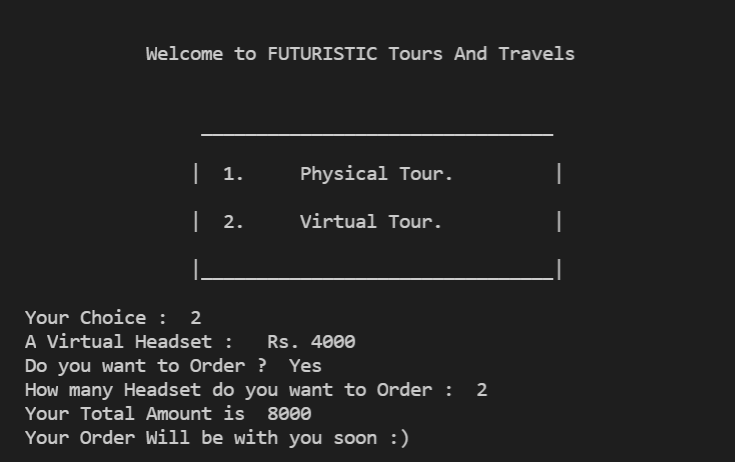 Welcome to FUTURISTIC Tours And Travels
________________________________
|  1.     Physical Tour.         |
|  2.     Virtual Tour.          |
|________________________________|
Your Choice :  2
A Virtual Headset :   Rs. 4000
Do you want to Order ?  Yes
How many Headset do you want to Order :  2
Your Total Amount is  8000
Your Order Will be with you soon :)